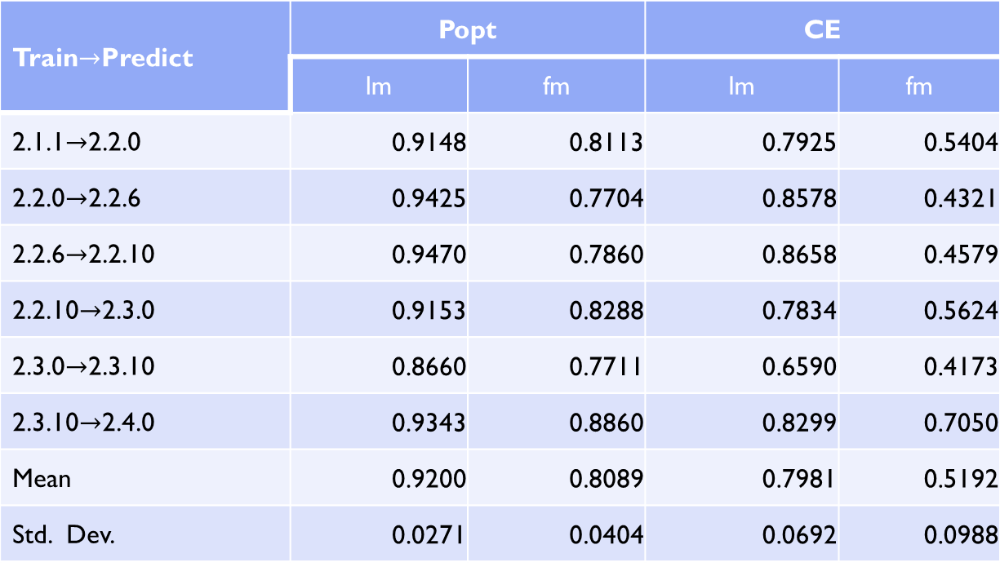 Train→Predict Popt CE
lm fm lm fm
2.1.1→2.2.0 0.9148 0.8113 0.7925 0.5404
2.2.0→2.2.6 0.9425 0.7704 0.8578 0.4321
2.2.6→2.2.10 0.9470 0.7860 0.8658 0.4579
2.2.10→2.3.0 0.9153 0.8288 0.7834 0.5624
2.3.0→2.3.10 0.8660 0.7711 0.6590 0.4173
2.3.10→2.4.0 0.9343 0.8860 0.8299 0.7050
Mean 0.9200 0.8089 0.7981 0.5192
Std. Dev. 0.0271 0.0404 0.0692 0.0988